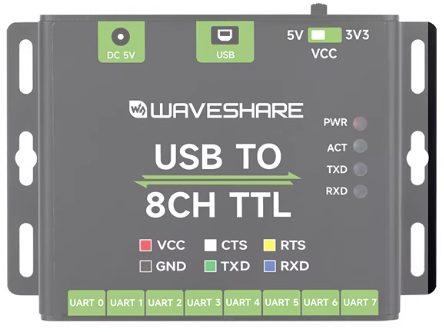 5V 3V3
DC 5V USB VCC
WAVESHARE
PWR
USB TO
ACT
TXD
8CH TTL
RXD
VCC CTS RTS
GND TXD RXD
UART 0 UART 1 UART 2 UART 3 UART 4 UART 5 UART 6 UART 7